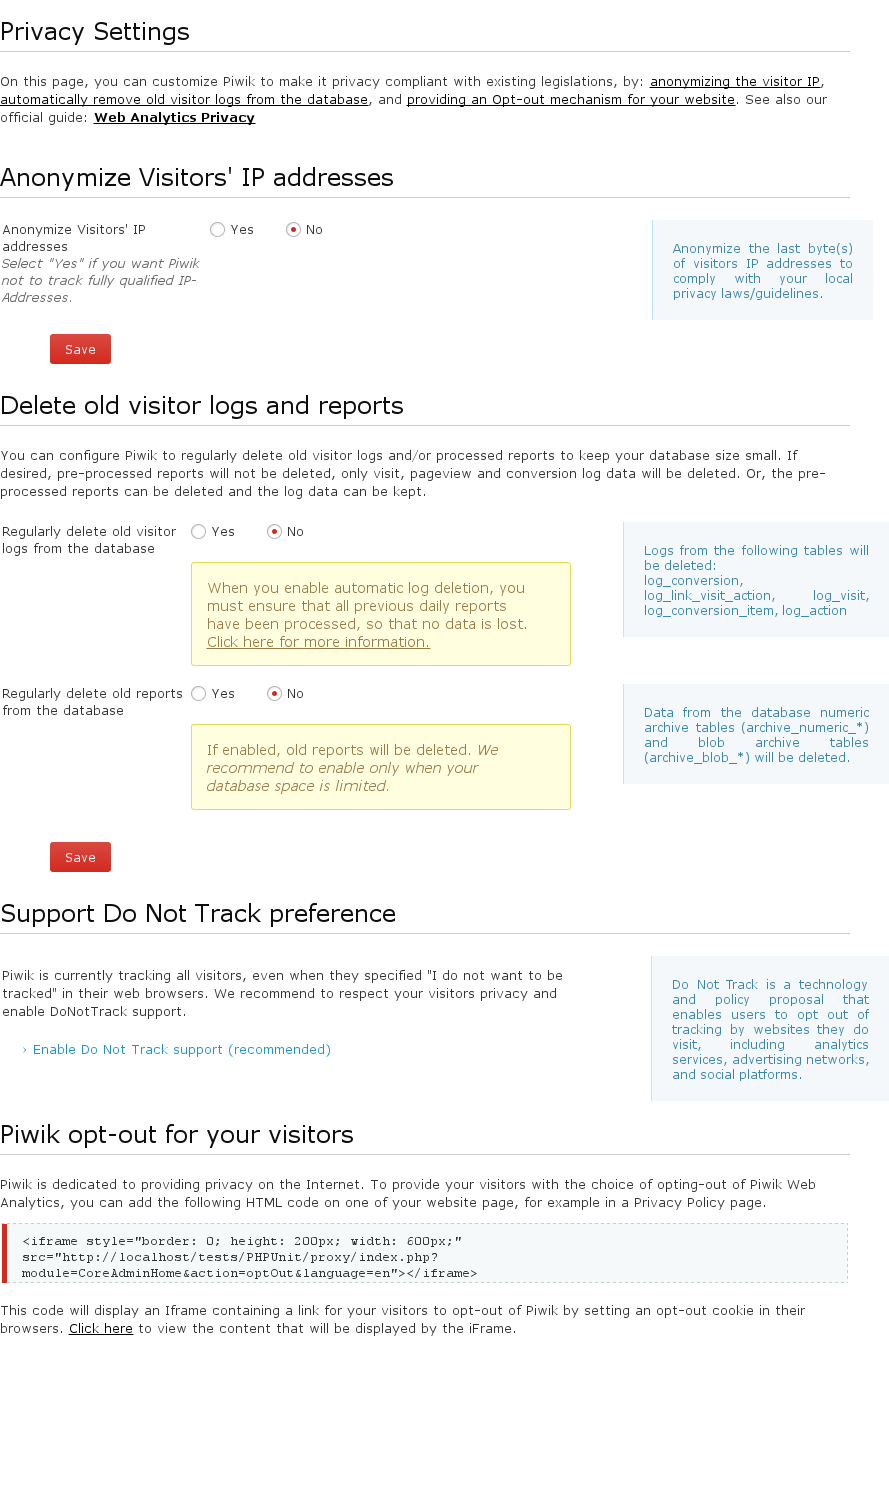 Privacy Settings
On this page, you can customize Piwik to make it privacy compliant with existing legislations, by: anonymizing the visitor IP,
automatically remove old visitor logs from the database, and providing an Opt-out mechanism for your website. See also our
official guide: Web Analytics Privacy
Anonymize Visitors' IP addresses
Anonymize Visitors' IP
addresses
Select "Yes" if you want Piwik
not to track fully qualified IP-
Addresses.
Yes
No
Anonymize the last byte(s)
of visitors IP addresses to
comply with your local
privacy laws/guidelines.
Save
Delete old visitor logs and reports
You can configure Piwik to regularly delete old visitor logs and/or processed reports to keep your database size small. If
desired, pre-processed reports will not be deleted, only visit, pageview and conversion log data will be deleted. Or, the pre-
processed reports can be deleted and the log data can be kept.
Regularly delete old visitor
logs from the database
Yes
No
When you enable automatic log deletion, you
must ensure that all previous daily reports
have been processed, so that no data is lost.
Click here for more information.
Logs from the following tables will
be deleted:
log_conversion,
log_link_visit_action, log_visit,
log_conversion_item, log_action
Regularly delete old reports
from the database
Yes
No
If enabled, old reports will be deleted. We
recommend to enable only when your
database space is limited.
Data from the database numeric
archive tables (archive_numeric_*)
and blob archive tables
(archive_blob_*) will be deleted.
Save
Support Do Not Track preference
Piwik is currently tracking all visitors, even when they specified "I do not want to be
tracked" in their web browsers. We recommend to respect your visitors privacy and
enable DoNotTrack support.
› Enable Do Not Track support (recommended)
Do Not Track is a technology
and policy proposal that
enables users to opt out of
tracking by websites they do
visit, including analytics
services, advertising networks,
and social platforms.
Piwik opt-out for your visitors
Piwik is dedicated to providing privacy on the Internet. To provide your visitors with the choice of opting-out of Piwik Web
Analytics, you can add the following HTML code on one of your website page, for example in a Privacy Policy page.
<iframe style="border: 0; height: 200px; width: 600px;"
src="http://localhost/tests/PHPUnit/proxy/index.php?
module=CoreAdminHome&action=optOut&language=en"></iframe>
This code will display an Iframe containing a link for your visitors to opt-out of Piwik by setting an opt-out cookie in their
browsers. Click here to view the content that will be displayed by the iFrame.